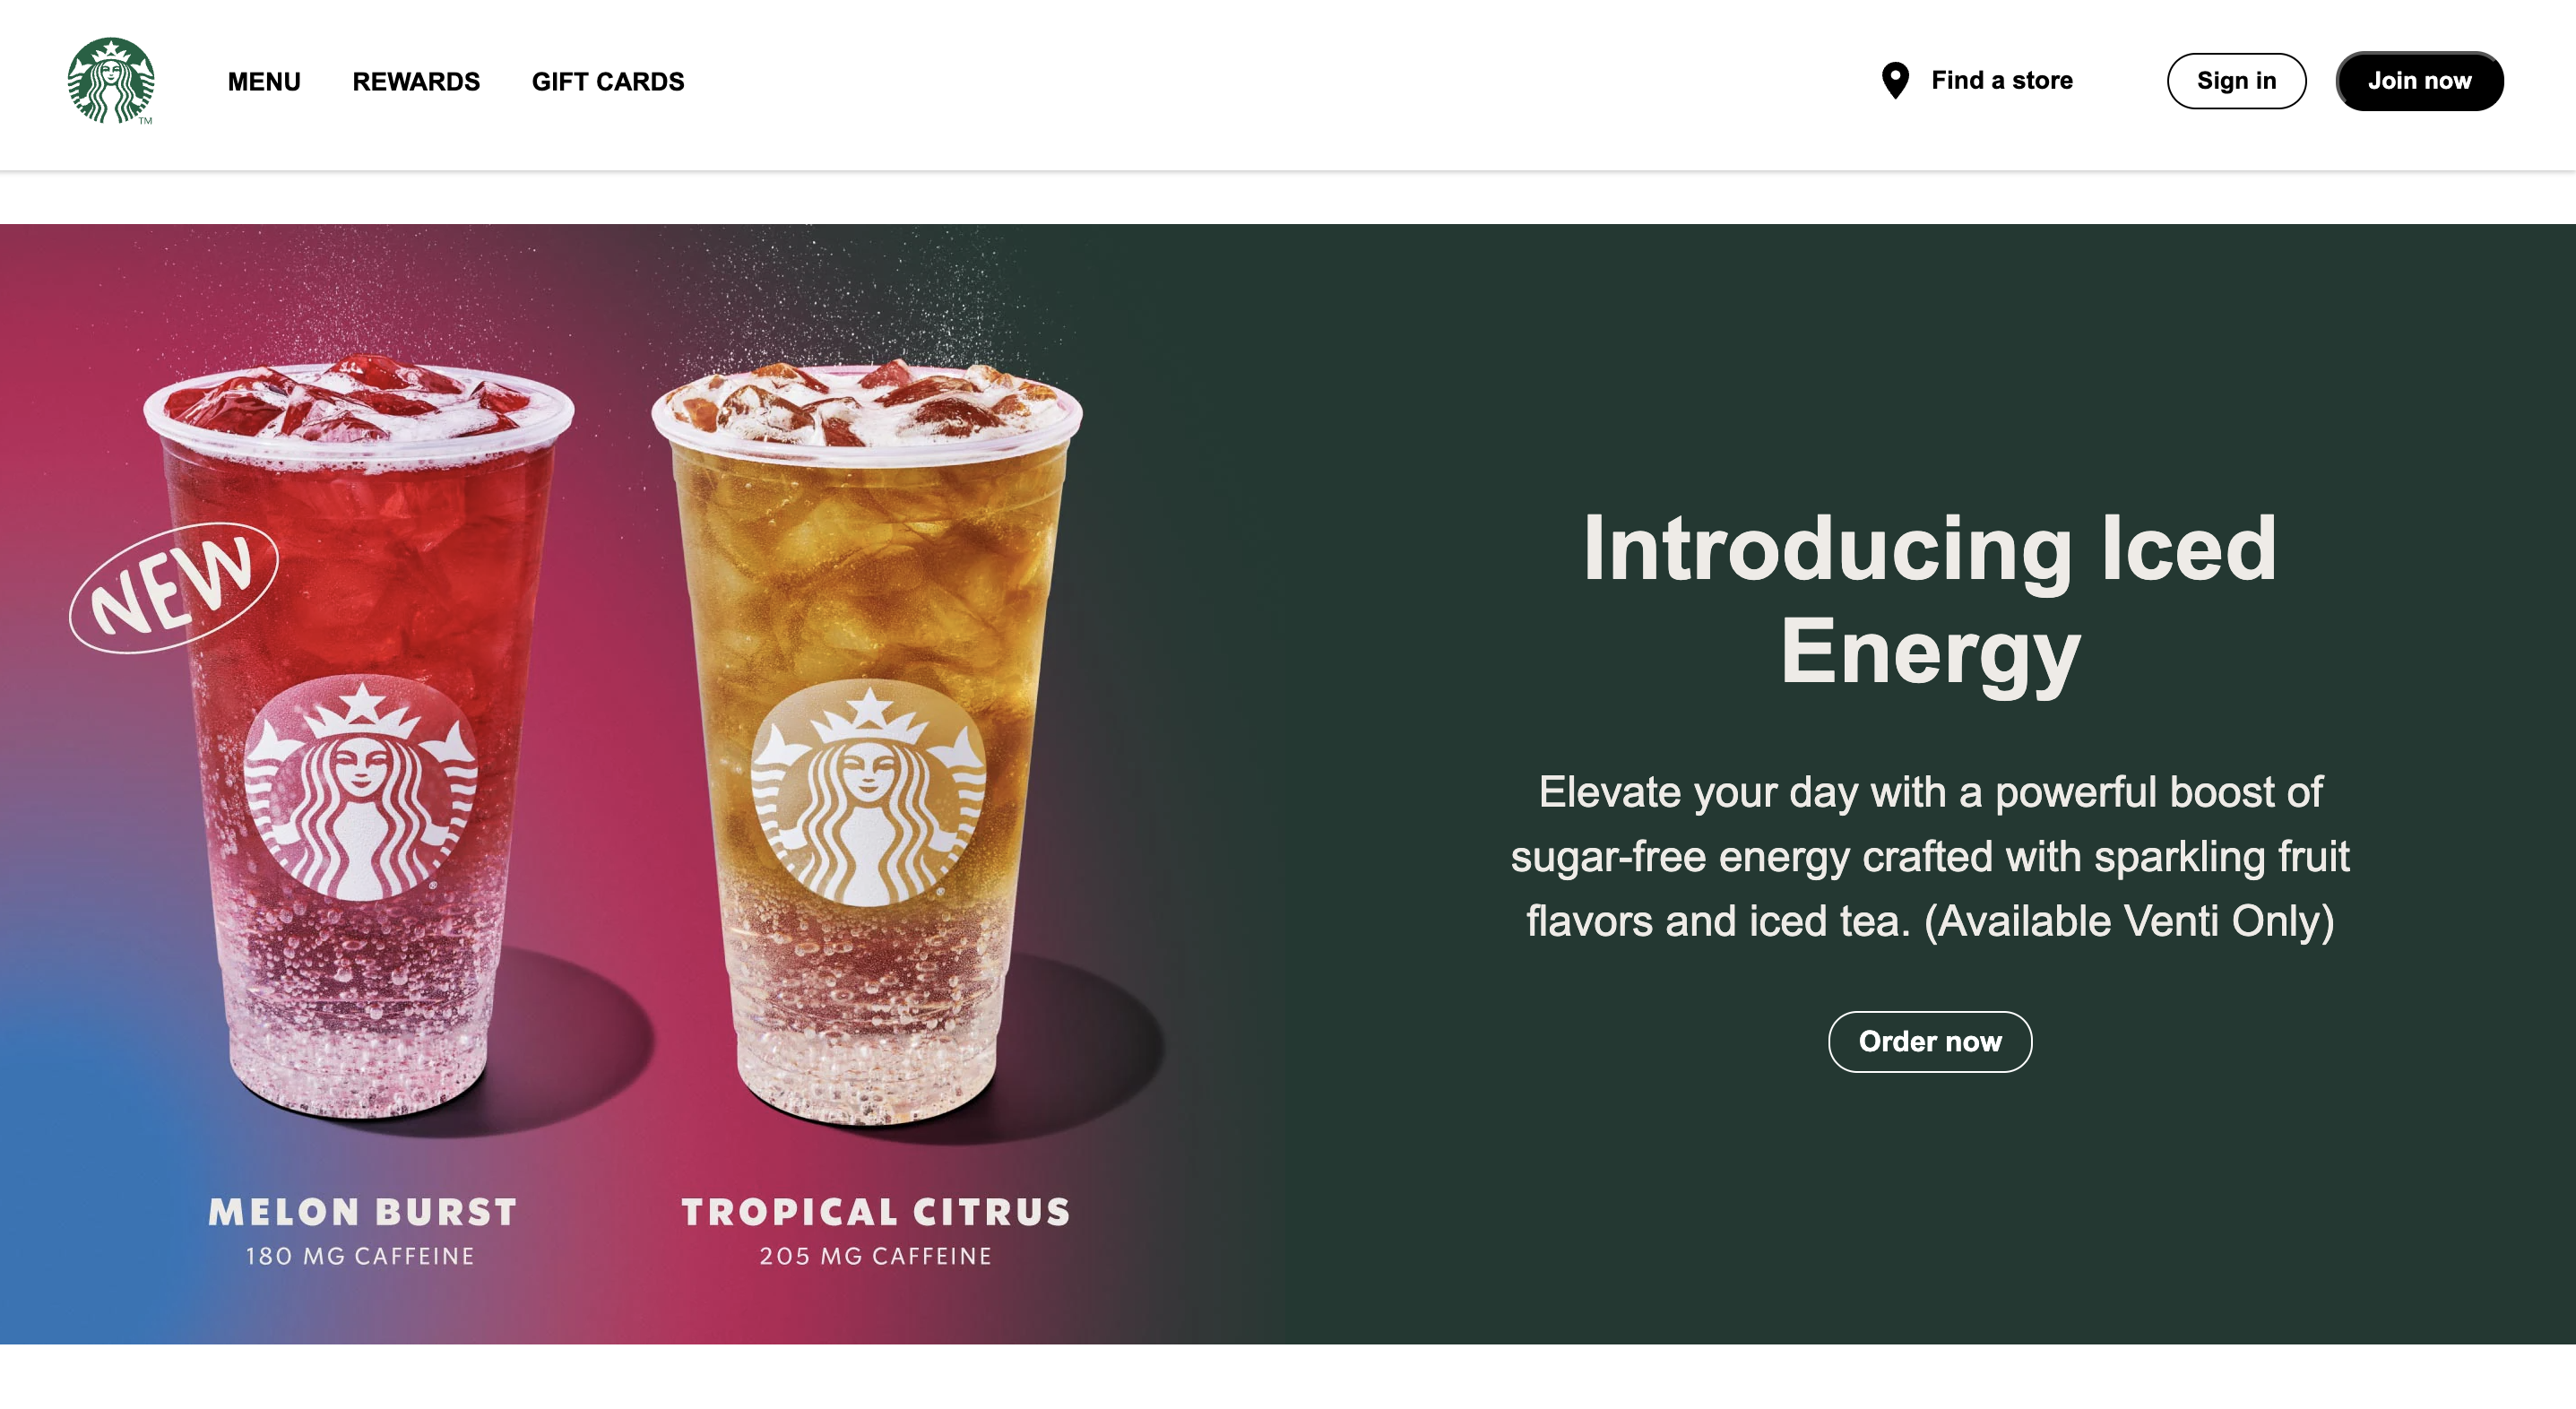 TM
MENU
REWARDS
GIFT CARDS
Find a store
Sign in
Join now
NEW
®
®
MELON BURST
180 MG CAFFEINE
TROPICAL CITRUS
205 MG CAFFEINE
Introducing Iced
Energy
Elevate your day with a powerful boost of
sugar-free energy crafted with sparkling fruit
flavors and iced tea. (Available Venti Only)
Order now